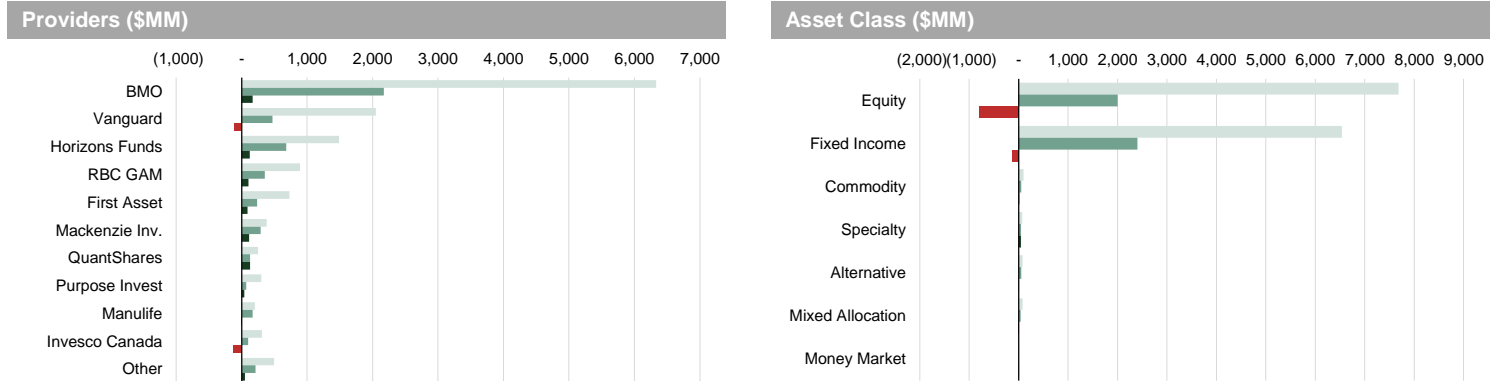 Providers ($MM)
(1,000) - 1,000 2,000 3,000 4,000 5,000 6,000 7,000
BMO
Vanguard
Horizons Funds
RBC GAM
First Asset
Mackenzie Inv.
QuantShares
Purpose Invest
Manulife
Invesco Canada
Other
Asset Class ($MM)
(2,000)(1,000) - 1,000 2,000 3,000 4,000 5,000 6,000 7,000 8,000 9,000
Equity
Fixed Income
Commodity
Specialty
Alternative
Mixed Allocation
Money Market